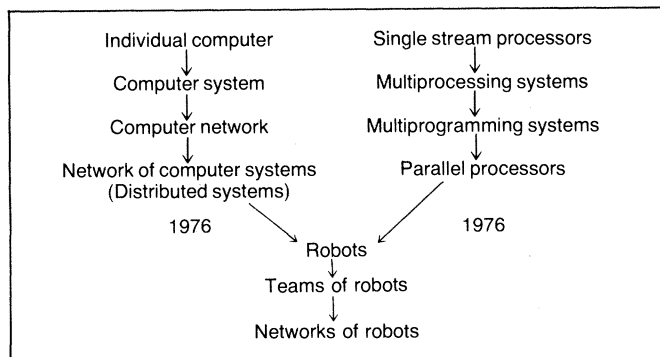 Individual computer
Computer system
Computer network
Network of computer systems
(Distributed systems)
1976
Single stream processors
Multiprocessing systems
Multiprogramming systems
Parallel processors
1976
Robots
Teams of robots
Networks of robots